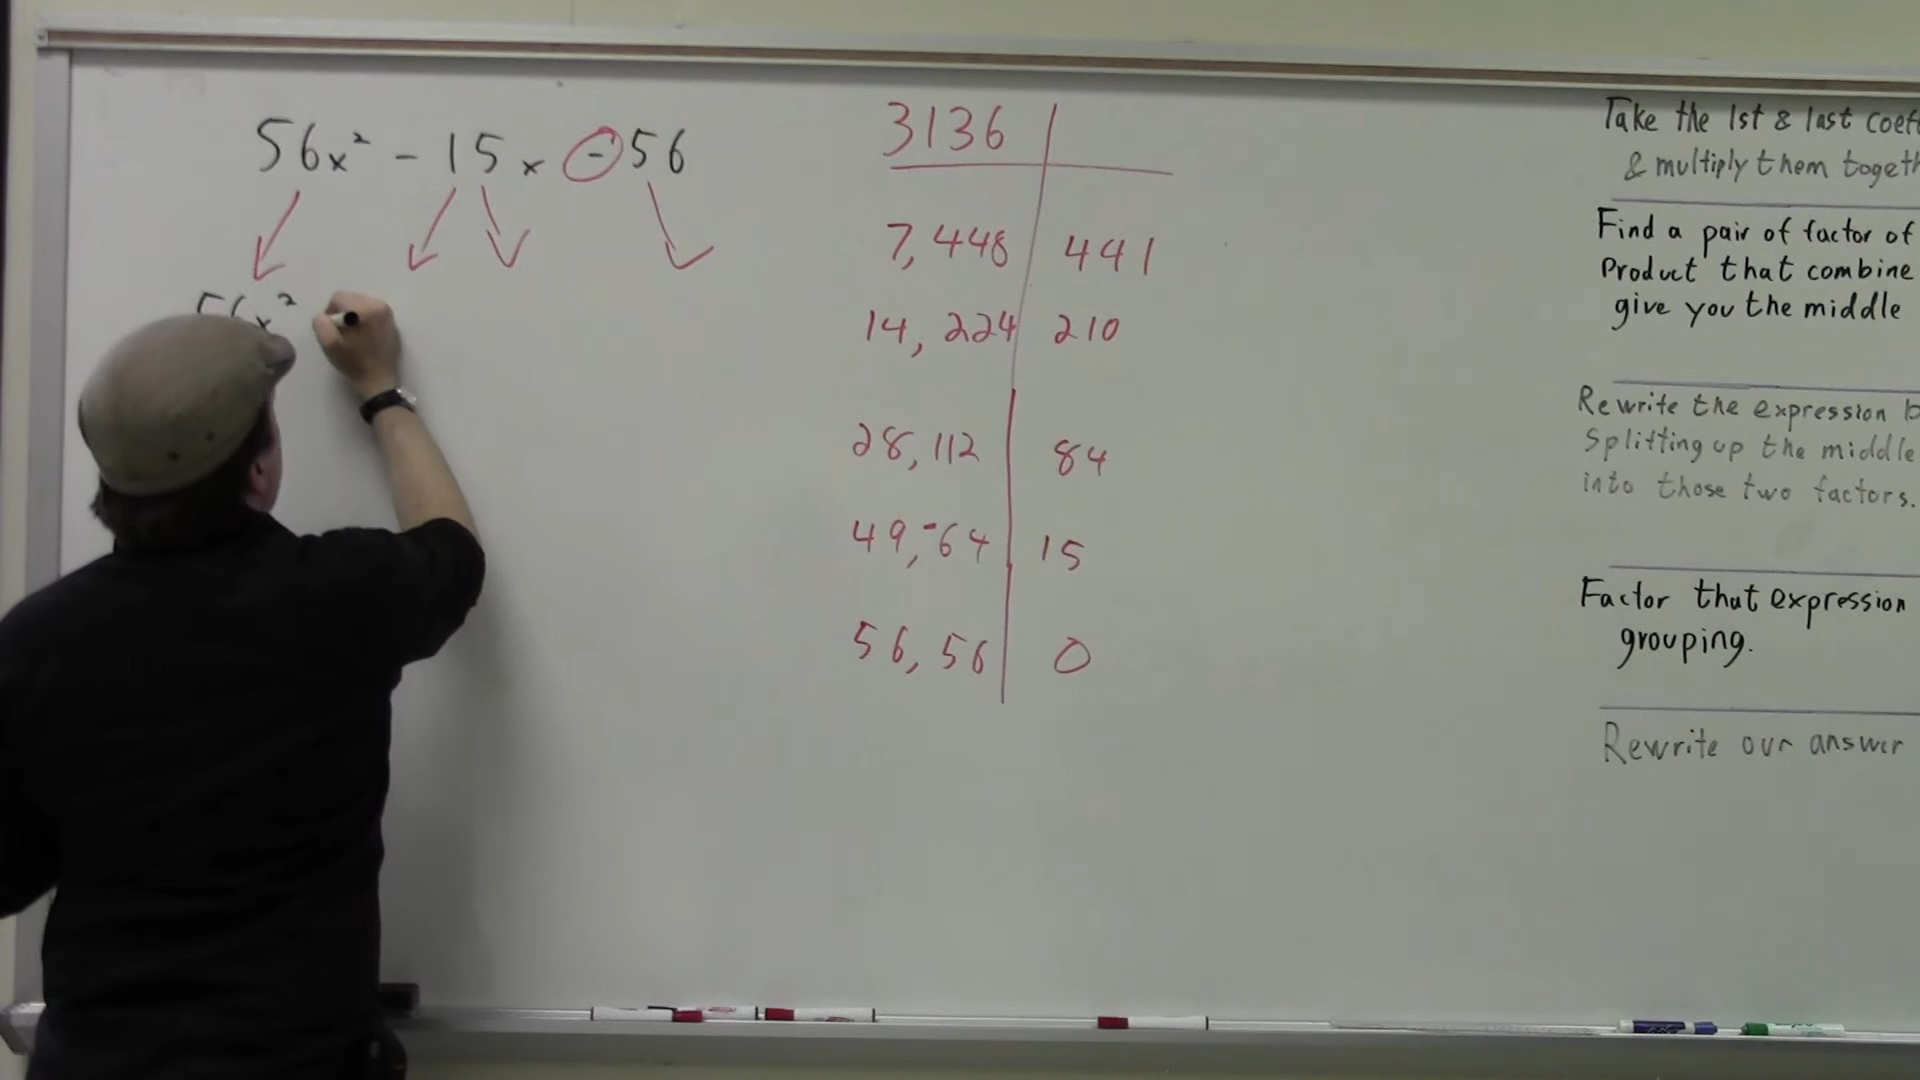 56x² - 15x - 56
56x²
3136
7, 448 441
14, 224 210
28, 112 84
49, -64 15
56, 56 0
Take the 1st & last coeff
& multiply them togeth
Find a pair of factor of
Product that combine
give you the middle
Rewrite the expression b
Splitting up the middle
into those two factors.
Factor that expression
grouping.
Rewrite our answer